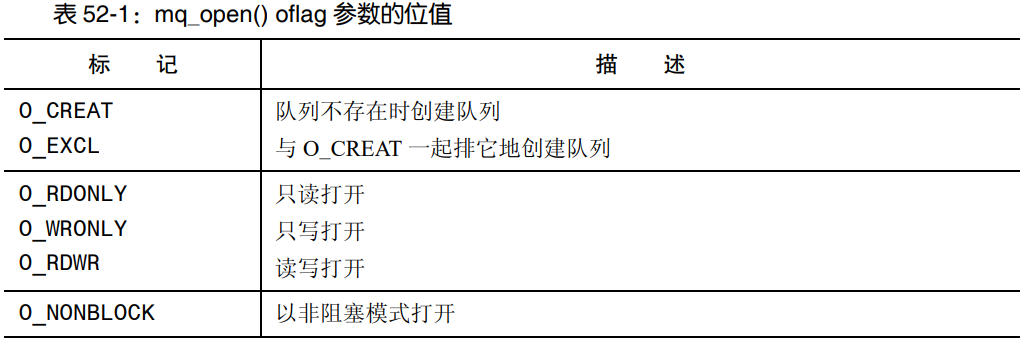 表 52-1：mq_open() oflag 参数的位值
标 记 描 述
O_CREAT 队列不存在时创建队列
O_EXCL 与 O_CREAT 一起排它地创建队列
O_RDONLY 只读打开
O_WRONLY 只写打开
O_RDWR 读写打开
O_NONBLOCK 以非阻塞模式打开